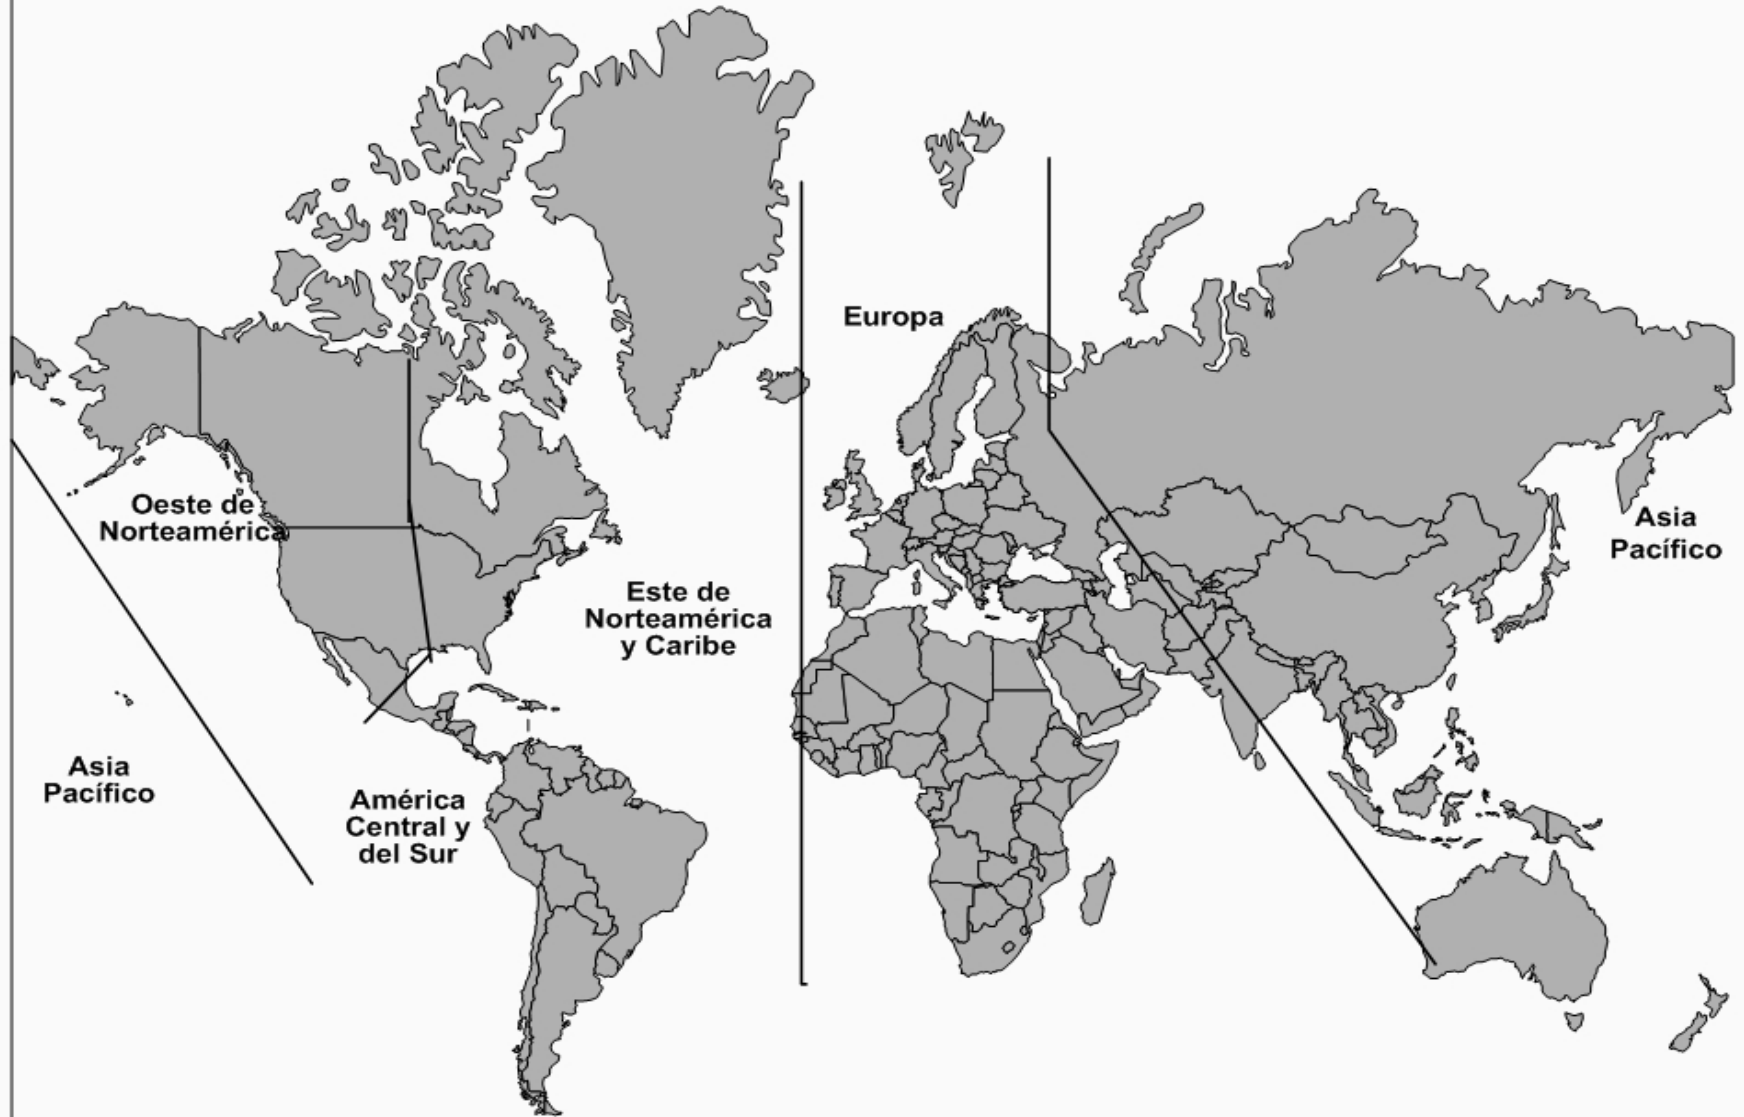 Europa
Oeste de
Norteamérica
Asia
Pacífico
Este de
Norteamérica
y Caribe
Asia
Pacífico
América
Central y
del Sur